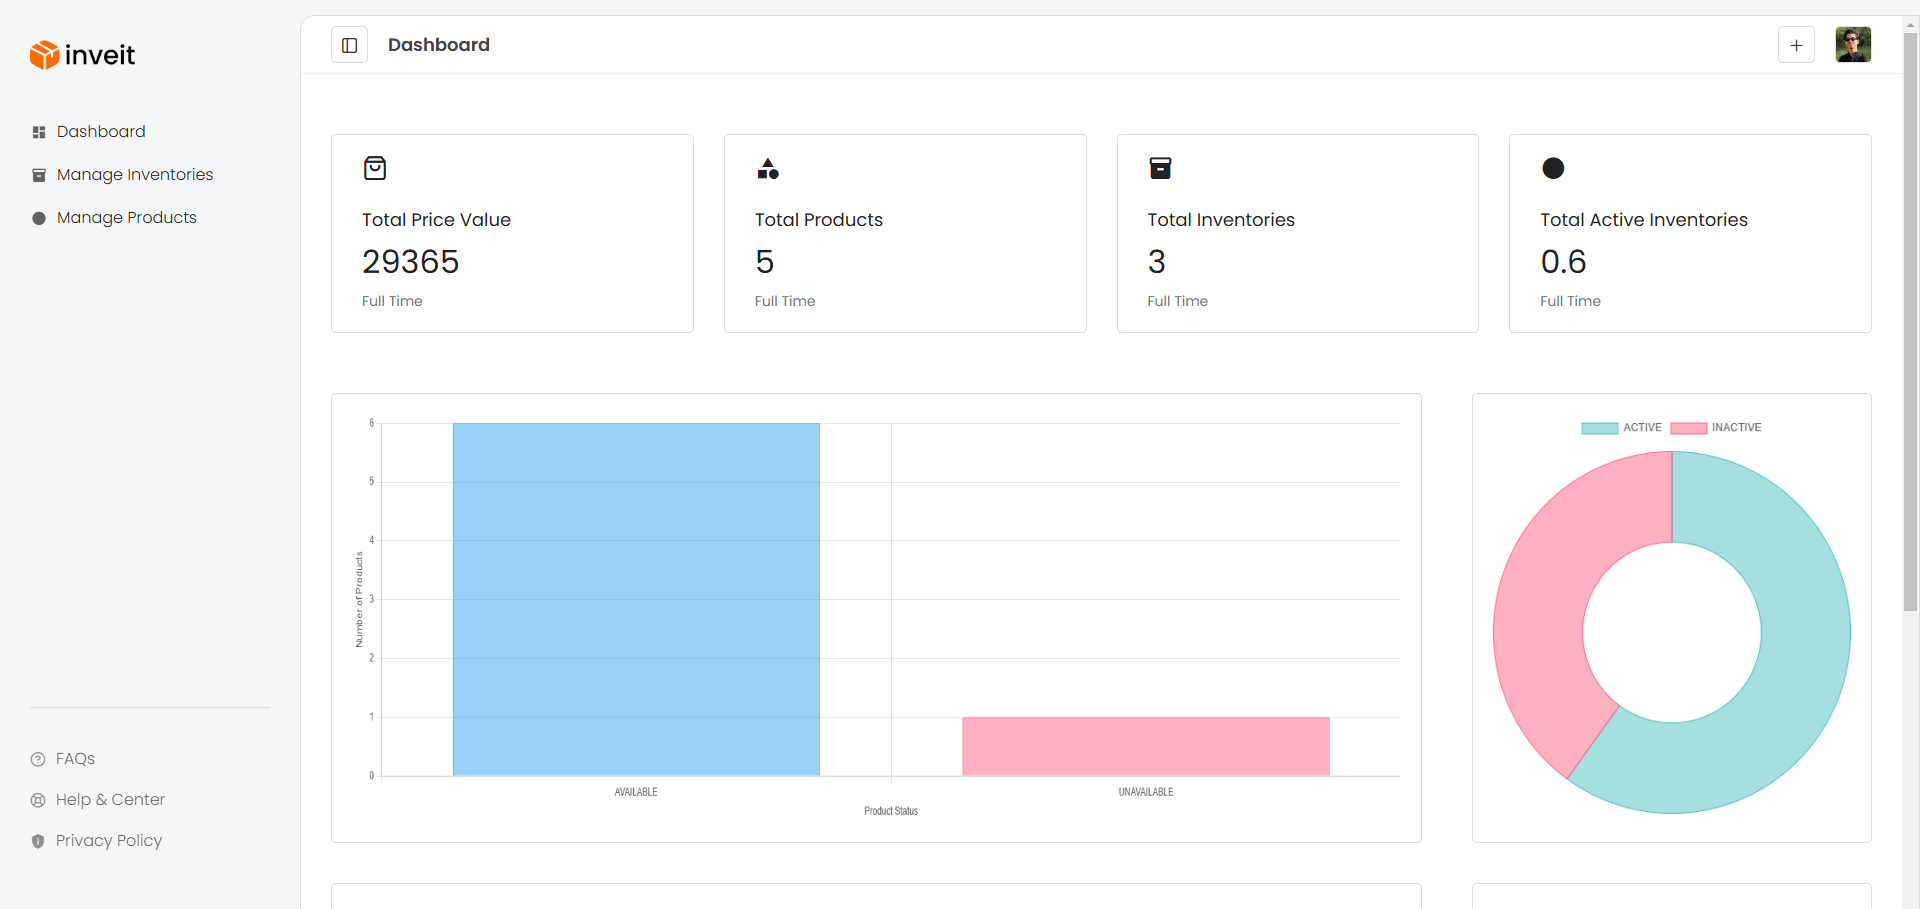 inveit
Dashboard
Manage Inventories
Manage Products
FAQs
Help & Center
Privacy Policy
Dashboard
Total Price Value
29365
Full Time
Total Products
5
Full Time
Total Inventories
3
Full Time
Total Active Inventories
0.6
Full Time
6
5
4
3
2
1
0
Number of Products
AVAILABLE
UNAVAILABLE
Product Status
ACTIVE INACTIVE